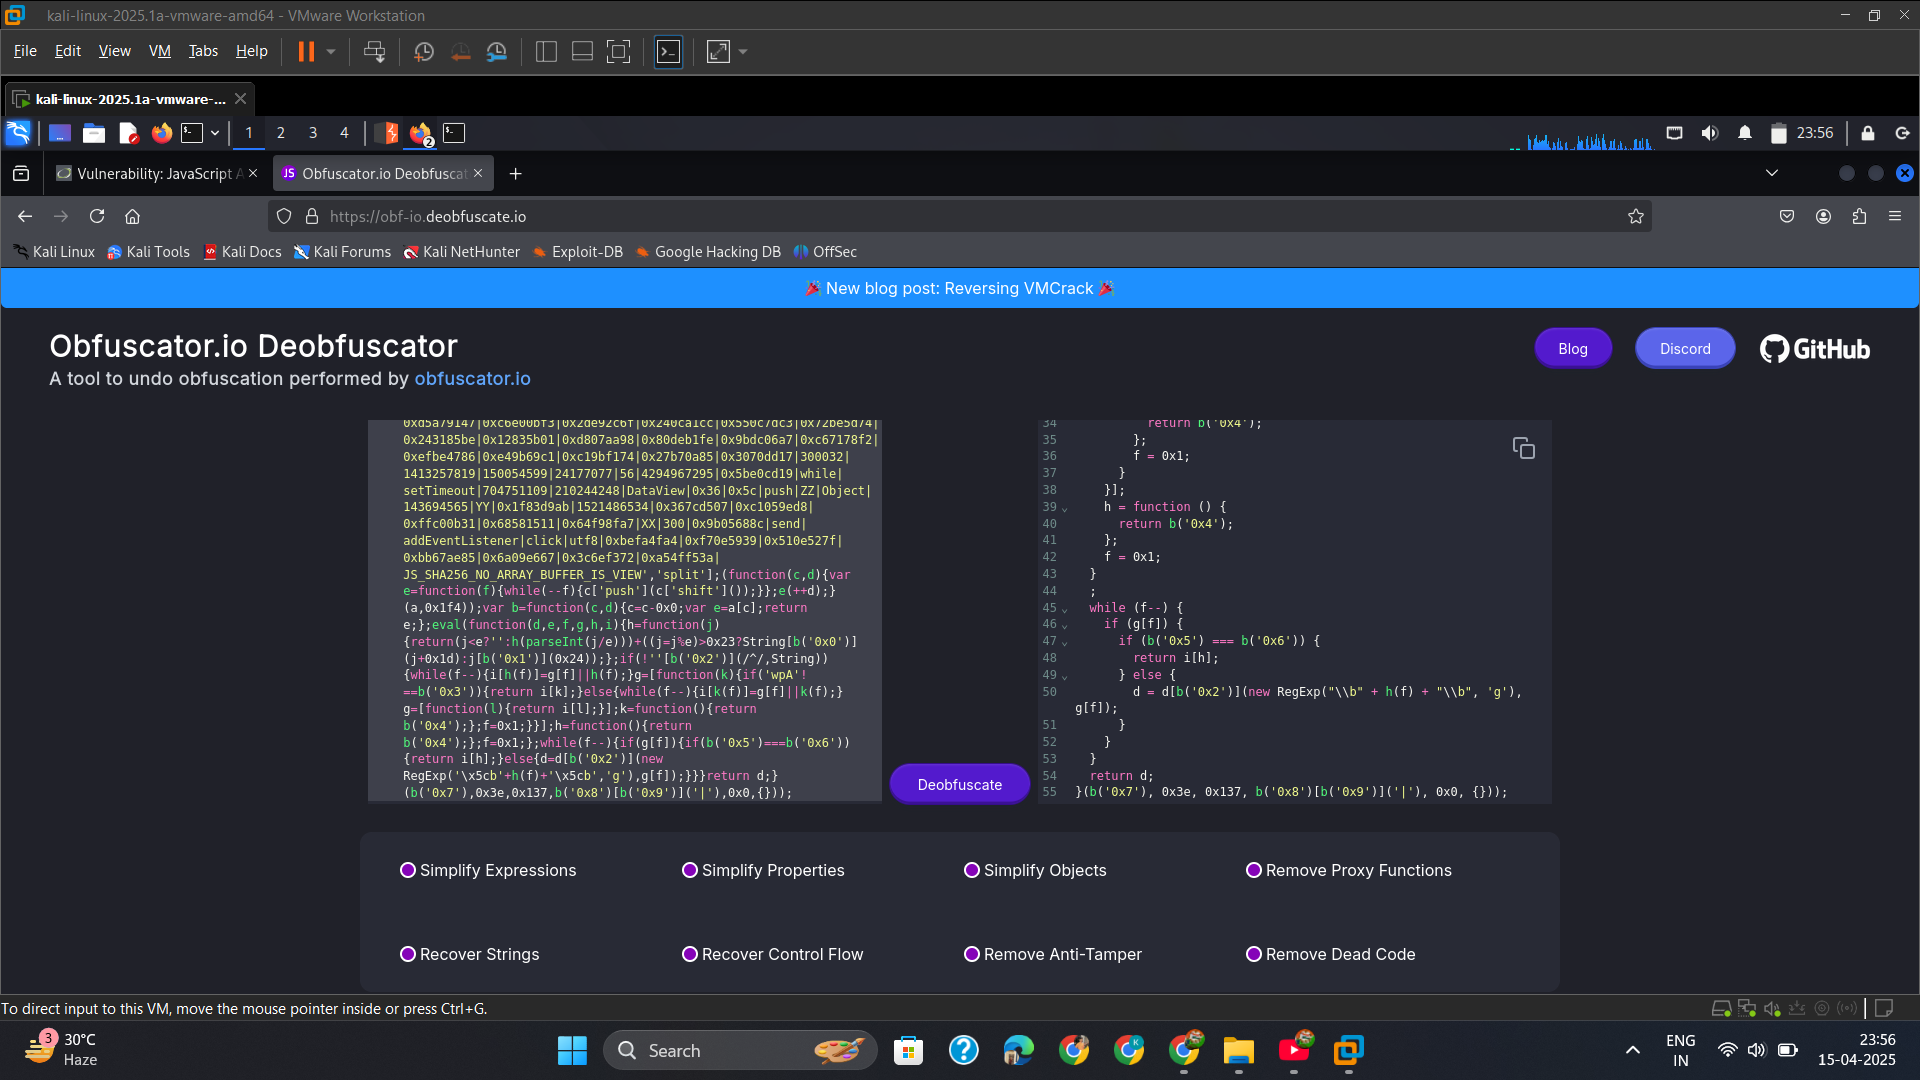 kali-linux-2025.1a-vmware-amd64 - VMware Workstation
File Edit View VM Tabs Help
kali-linux-2025.1a-vmware-...
1 2 3 4 2 23:56
Vulnerability: JavaScript A JS Obfuscator.io Deobfuscat
https://obf-io.deobfuscate.io
Kali Linux Kali Tools Kali Docs Kali Forums Kali NetHunter Exploit-DB Google Hacking DB OffSec
🎉 New blog post: Reversing VMCrack 🎉
Obfuscator.io Deobfuscator
A tool to undo obfuscation performed by obfuscator.io
Blog Discord GitHub
0xd5a79147|0xc6e00bf3|0x2de92c6f|0x240ca1cc|0x550c7dc3|0x72be5d74|
0x243185be|0x12835b01|0xd807aa98|0x80deb1fe|0x9bdc06a7|0xc67178f2|
0xefbe4786|0xe49b69c1|0xc19bf174|0x27b70a85|0x3070dd17|300032|
1413257819|150054599|24177077|56|4294967295|0x5be0cd19|while|
setTimeout|704751109|210244248|DataView|0x36|0x5c|push|ZZ|Object|
143694565|YY|0x1f83d9ab|1521486534|0x367cd507|0xc1059ed8|
0xffc00b31|0x68581511|0x64f98fa7|XX|300|0x9b05688c|send|
addEventListener|click|utf8|0xbefa4fa4|0xf70e5939|0x510e527f|
0xbb67ae85|0x6a09e667|0x3c6ef372|0xa54ff53a|
JS_SHA256_NO_ARRAY_BUFFER_IS_VIEW','split'];(function(c,d){var
e=function(f){while(--f){c['push'](c['shift']());}};e(++d);}
(a,0x1f4));var b=function(c,d){c=c-0x0;var e=a[c];return
e;};eval(function(d,e,f,g,h,i){h=function(j)
{return(j<e?'':h(parseInt(j/e)))+((j=j%e)>0x23?String[b('0x0')]
(j+0x1d):j[b('0x1')](0x24));};if(!''[b('0x2')](/^/,String))
{while(f--){i[h(f)]=g[f]||h(f);}g=[function(k){if('wpA'!
==b('0x3')){return i[k];}else{while(f--){i[k(f)]=g[f]||k(f);}
g=[function(l){return i[l];}];k=function(){return
b('0x4');};f=0x1;}}];h=function(){return
b('0x4');};f=0x1;};while(f--){if(g[f]){if(b('0x5')===b('0x6'))
{return i[h];}else{d=d[b('0x2')](new
RegExp('\x5cb'+h(f)+'\x5cb','g'),g[f]);}}}return d;}
(b('0x7'),0x3e,0x137,b('0x8')[b('0x9')]('|'),0x0,{}));
Deobfuscate
34 return b('0x4');
35 };
36 f = 0x1;
37 }
38 }];
39 h = function () {
40 return b('0x4');
41 };
42 f = 0x1;
43 }
44 ;
45 while (f--) {
46 if (g[f]) {
47 if (b('0x5') === b('0x6')) {
48 return i[h];
49 } else {
50 d = d[b('0x2')](new RegExp("\\b" + h(f) + "\\b", 'g'),
g[f]);
51 }
52 }
53 }
54 return d;
55 }(b('0x7'), 0x3e, 0x137, b('0x8')[b('0x9')]('|'), 0x0, {}));
Simplify Expressions Simplify Properties Simplify Objects Remove Proxy Functions
Recover Strings Recover Control Flow Remove Anti-Tamper Remove Dead Code
To direct input to this VM, move the mouse pointer inside or press Ctrl+G.
3 30°C
Haze
Search
K
ENG
IN
23:56
15-04-2025